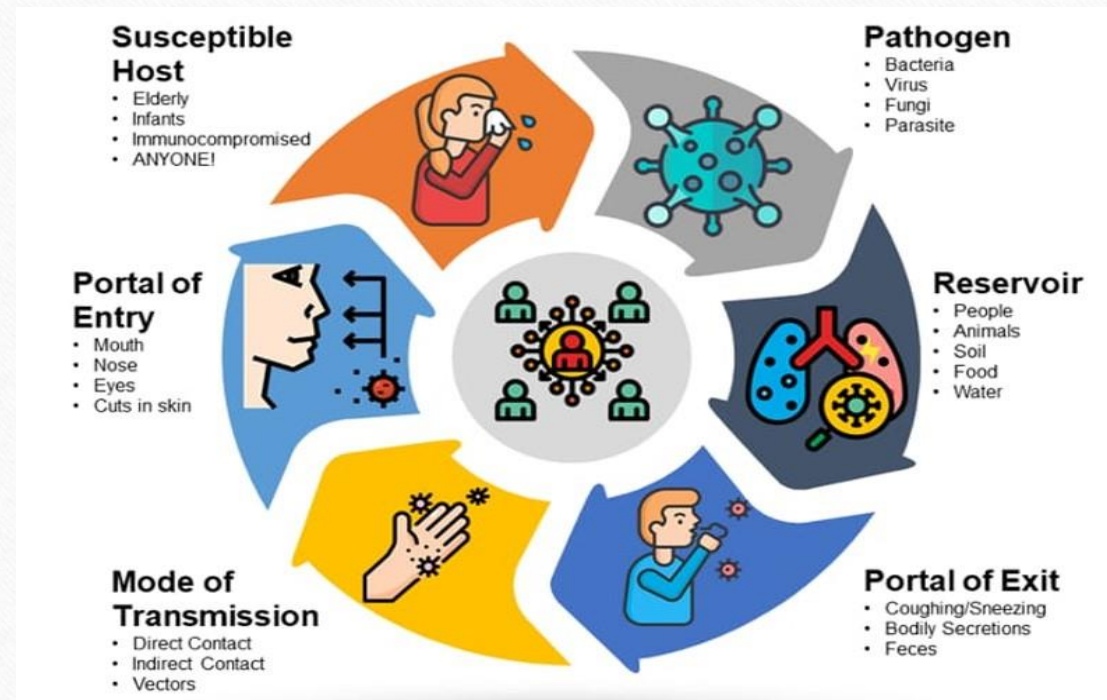 Susceptible
Host
• Elderly
• Infants
• Immunocompromised
• ANYONE!
Pathogen
• Bacteria
• Virus
• Fungi
• Parasite
Reservoir
• People
• Animals
• Soil
• Food
• Water
Portal of Exit
• Coughing/Sneezing
• Bodily Secretions
• Feces
Mode of
Transmission
• Direct Contact
• Indirect Contact
• Vectors
Portal of
Entry
• Mouth
• Nose
• Eyes
• Cuts in skin